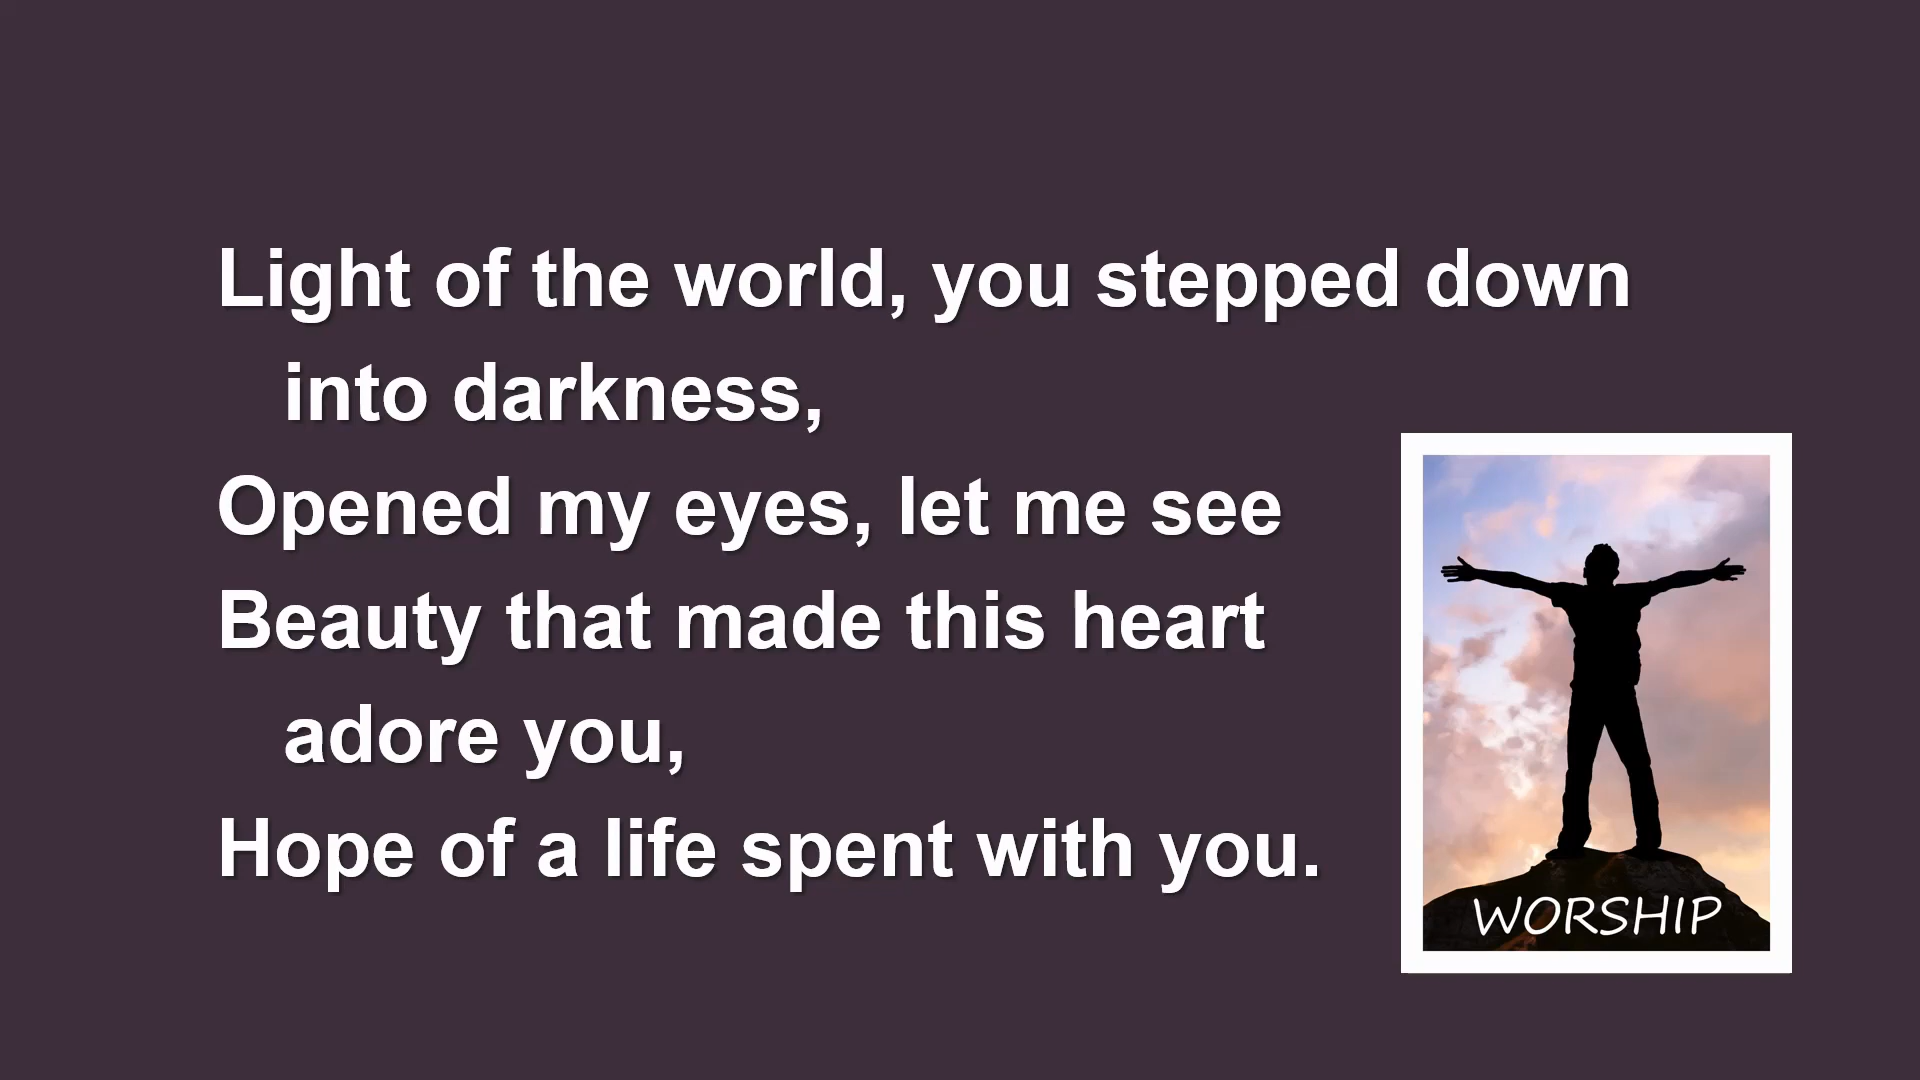 Light of the world, you stepped down
into darkness,
Opened my eyes, let me see
Beauty that made this heart
adore you,
Hope of a life spent with you.
WORSHIP